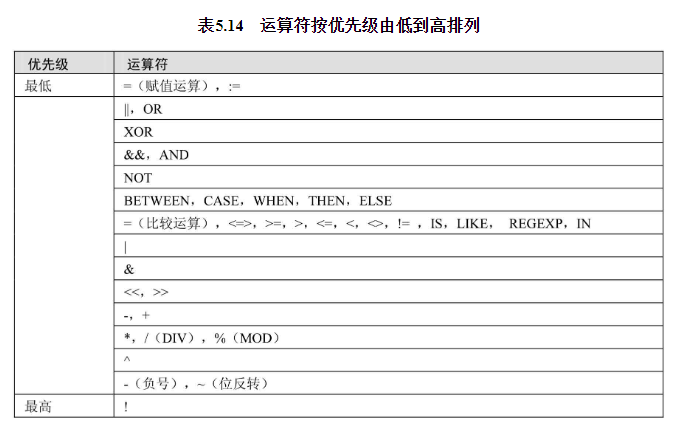 表5.14 运算符按优先级由低到高排列
优先级 运算符
最低 =（赋值运算），:=
||，OR
XOR
&&，AND
NOT
BETWEEN，CASE，WHEN，THEN，ELSE
=（比较运算），<=>，>=，>，<=，<，<>，!= ，IS，LIKE， REGEXP，IN
|
&
<<，>>
-，+
*，/（DIV），%（MOD）
^
-（负号），~（位反转）
最高 !